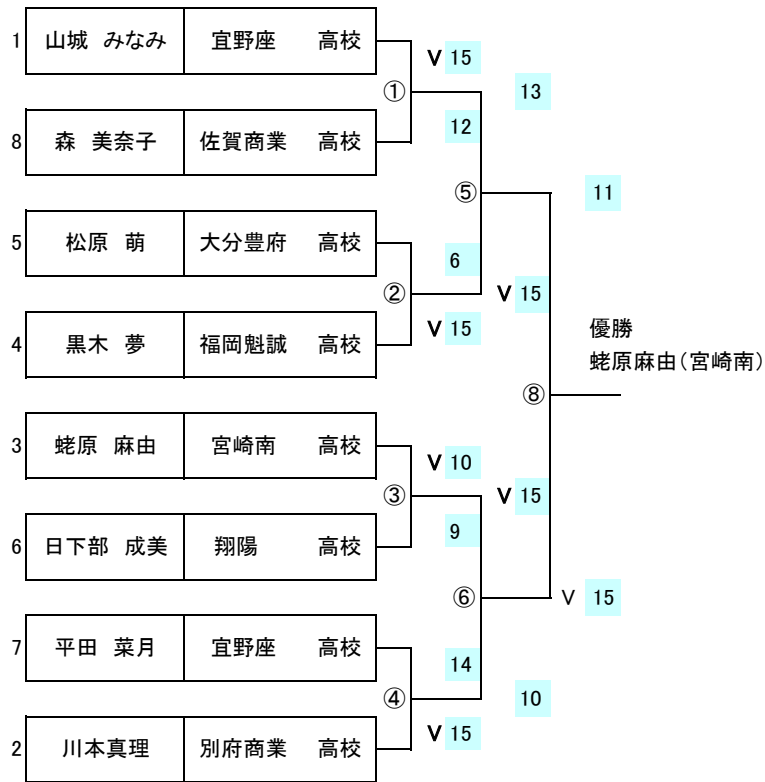 1 山城 みなみ 宜野座 高校
V 15
① 13
12
8 森 美奈子 佐賀商業 高校
⑤ 11
5 松原 萌 大分豊府 高校
6
② V 15
V 15
4 黒木 夢 福岡魁誠 高校
優勝
蛯原麻由(宮崎南)
⑧
3 蛯原 麻由 宮崎南 高校
V 10
③ V 15
9
6 日下部 成美 翔陽 高校
⑥ V 15
7 平田 菜月 宜野座 高校
14
④ 10
V 15
2 川本真理 別府商業 高校